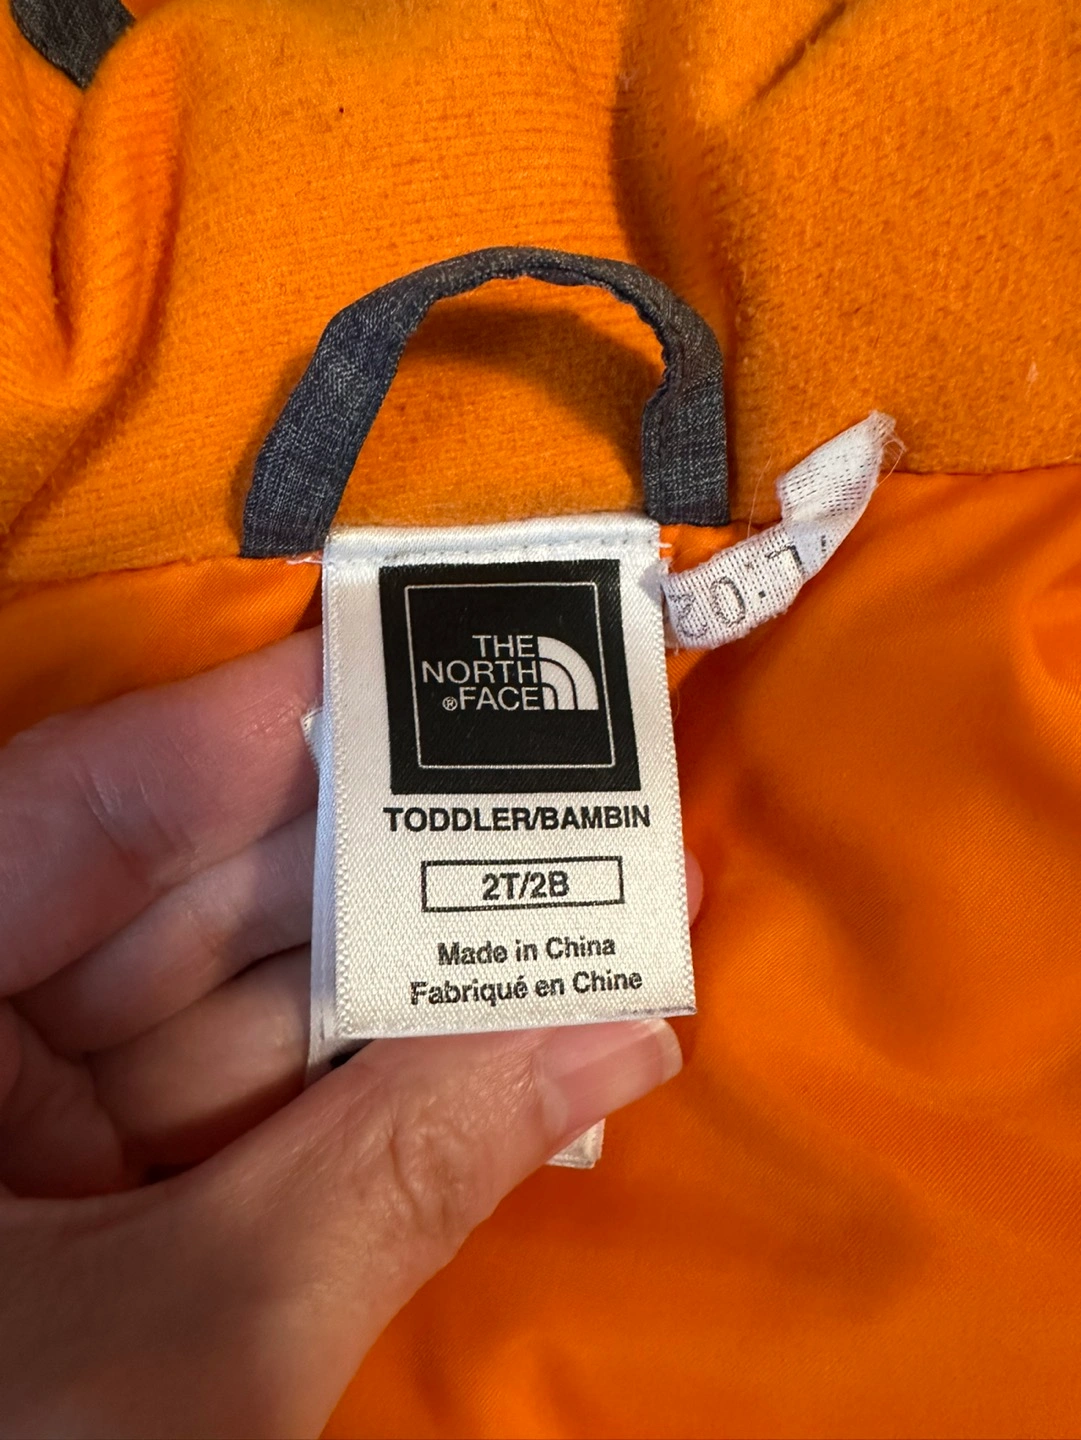 THE
NORTH
®FACE
TODDLER/BAMBIN
2T/2B
Made in China
Fabriqué en Chine